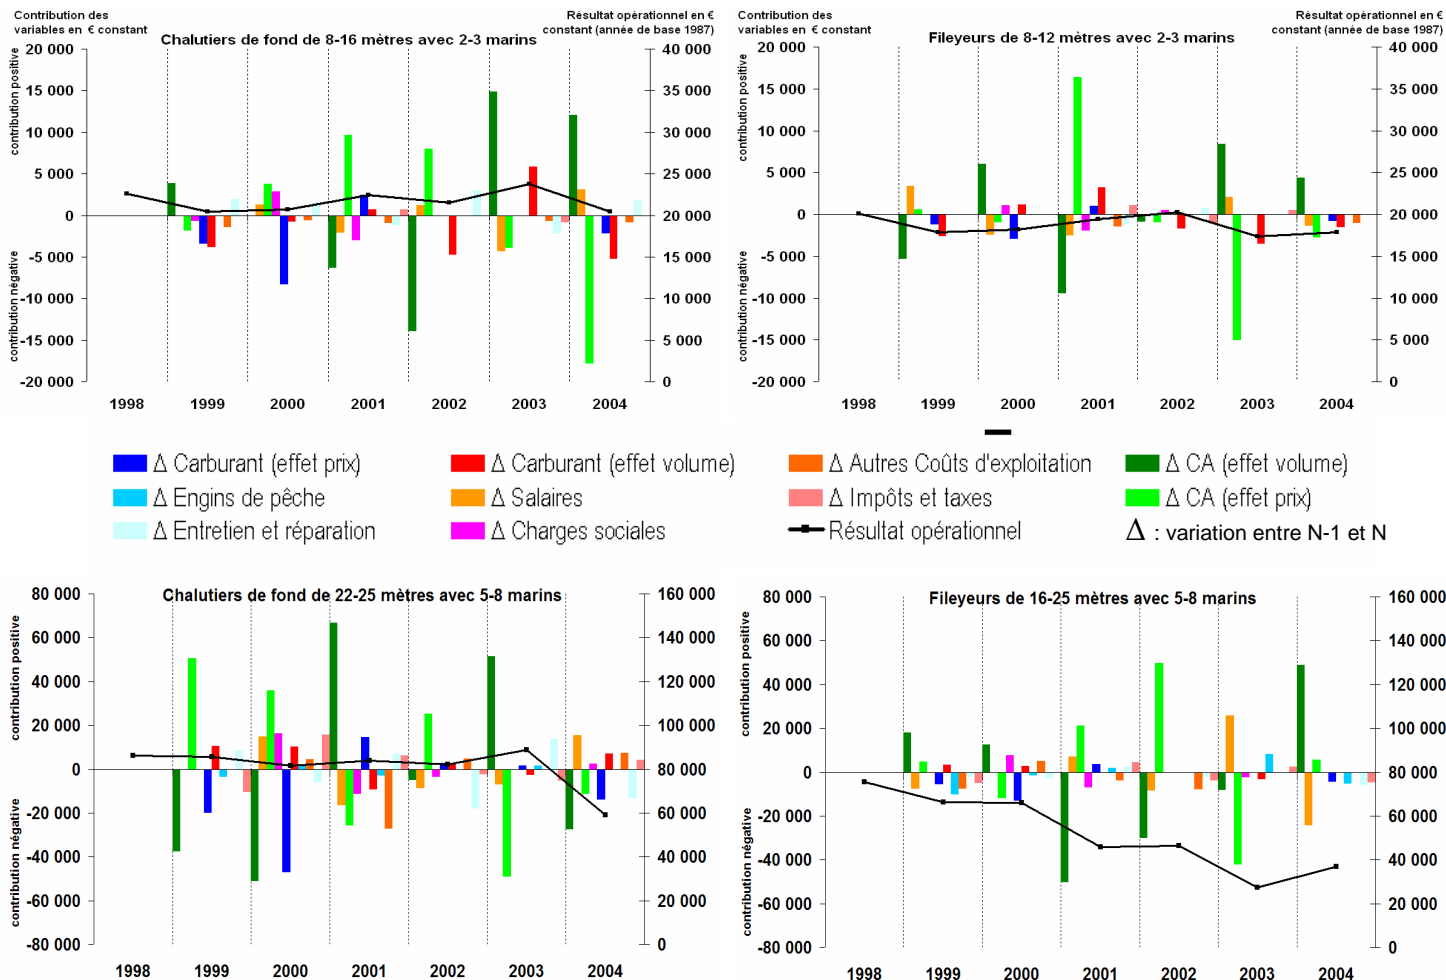 Contribution des
variables en € constant
Résultat opérationnel en €
constant (année de base 1987)
Chalutiers de fond de 8-16 mètres avec 2-3 marins
contribution positive
contribution négative
20 000
15 000
10 000
5 000
0
-5 000
-10 000
-15 000
-20 000
40 000
35 000
30 000
25 000
20 000
15 000
10 000
5 000
0
1998 1999 2000 2001 2002 2003 2004
Contribution des
variables en € constant
Résultat opérationnel en €
constant (année de base 1987)
Fileyeurs de 8-12 mètres avec 2-3 marins
contribution positive
contribution négative
20 000
15 000
10 000
5 000
0
-5 000
-10 000
-15 000
-20 000
40 000
35 000
30 000
25 000
20 000
15 000
10 000
5 000
0
1998 1999 2000 2001 2002 2003 2004
Δ Carburant (effet prix) Δ Carburant (effet volume) Δ Autres Coûts d'exploitation Δ CA (effet volume)
Δ Engins de pêche Δ Salaires Δ Impôts et taxes Δ CA (effet prix)
Δ Entretien et réparation Δ Charges sociales Résultat opérationnel Δ : variation entre N-1 et N
Chalutiers de fond de 22-25 mètres avec 5-8 marins
contribution positive
contribution négative
80 000
60 000
40 000
20 000
0
-20 000
-40 000
-60 000
-80 000
160 000
140 000
120 000
100 000
80 000
60 000
40 000
20 000
0
1998 1999 2000 2001 2002 2003 2004
Fileyeurs de 16-25 mètres avec 5-8 marins
contribution positive
contribution négative
80 000
60 000
40 000
20 000
0
-20 000
-40 000
-60 000
-80 000
160 000
140 000
120 000
100 000
80 000
60 000
40 000
20 000
0
1998 1999 2000 2001 2002 2003 2004